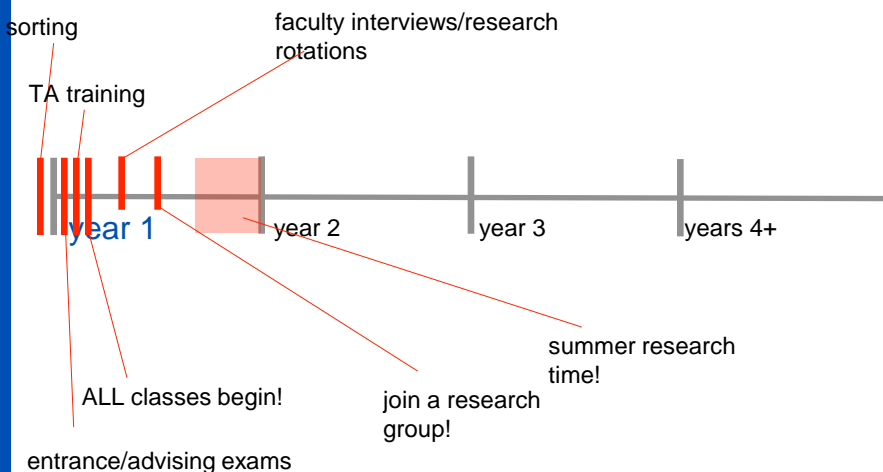 sorting
faculty interviews/research
rotations
TA training
year 1
year 2
year 3
years 4+
summer research
time!
ALL classes begin!
join a research
group!
entrance/advising exams